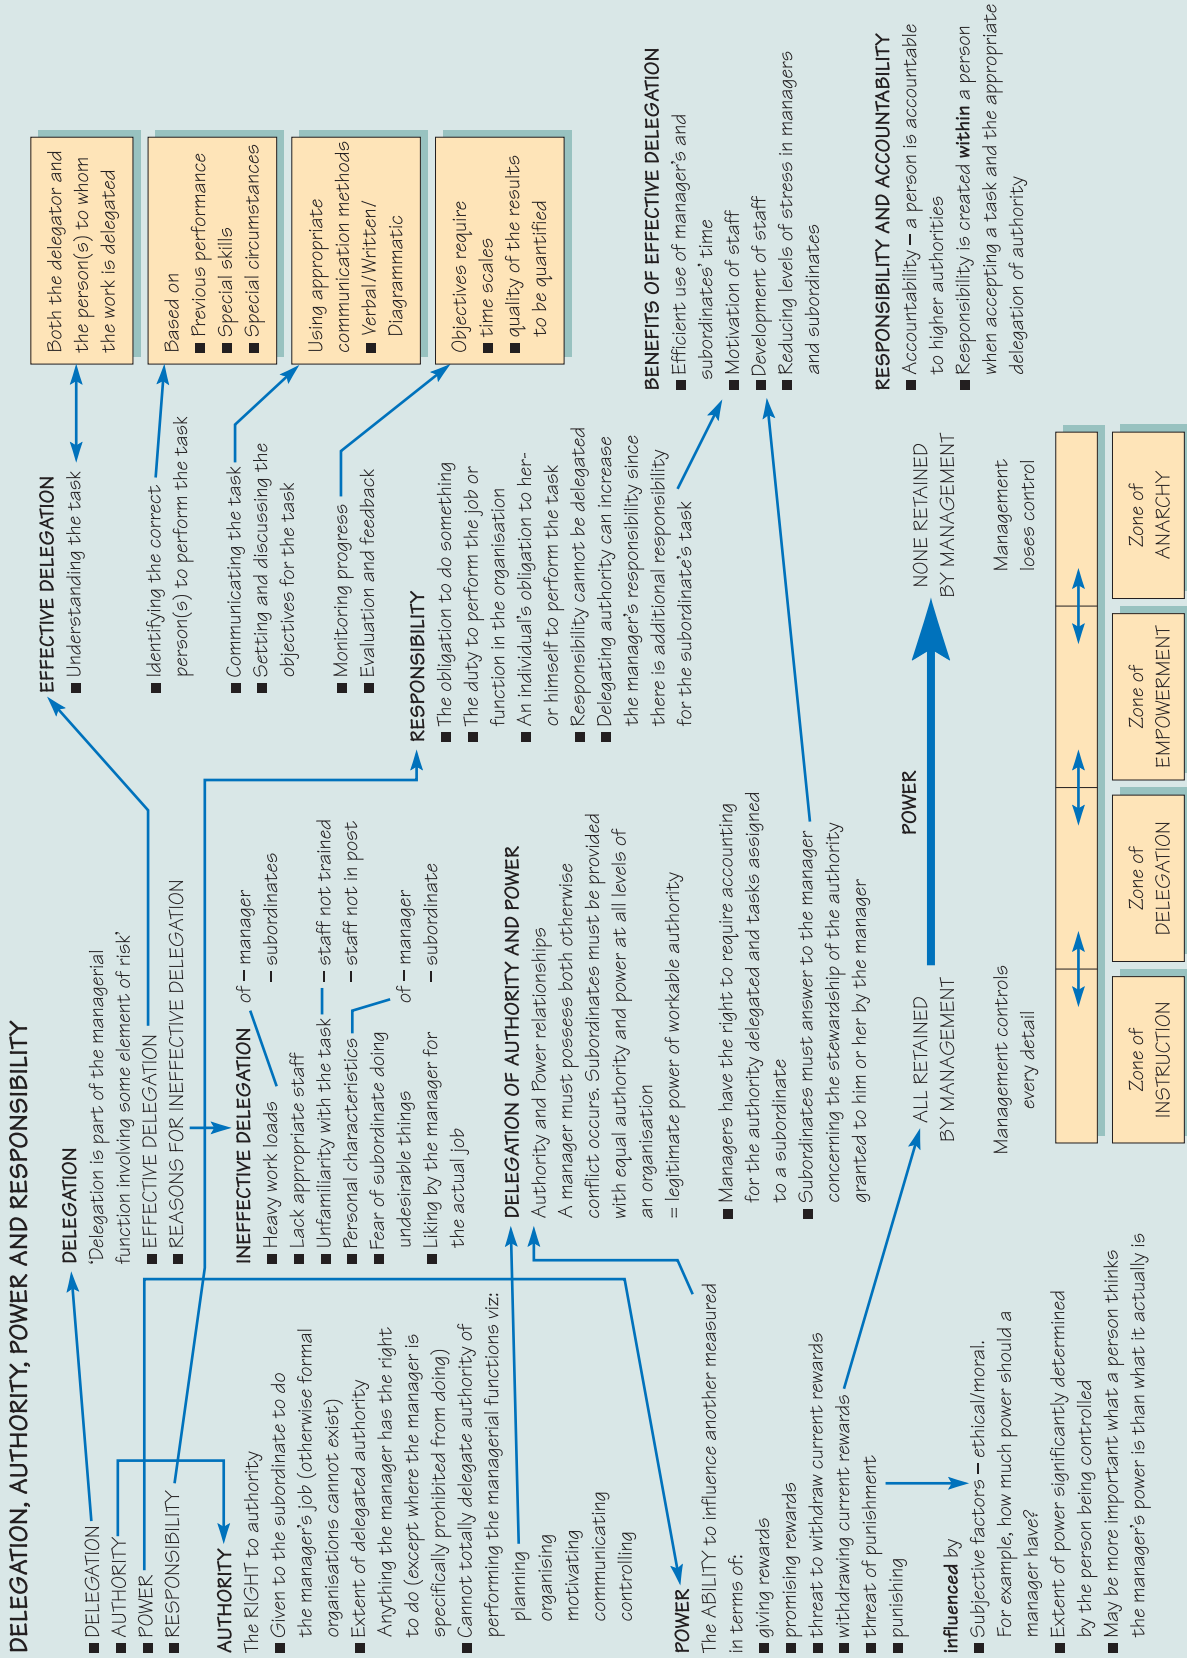 DELEGATION, AUTHORITY, POWER AND RESPONSIBILITY
■ DELEGATION
■ AUTHORITY
■ POWER
■ RESPONSIBILITY
AUTHORITY
The RIGHT to authority
■ Given to the subordinate to do
the manager's job (otherwise formal
organisations cannot exist)
■ Extent of delegated authority
Anything the manager has the right
to do (except where the manager is
specifically prohibited from doing)
■ Cannot totally delegate authority of
performing the managerial functions viz:
planning
organising
motivating
communicating
controlling
POWER
The ABILITY to influence another measured
in terms of:
■ giving rewards
■ promising rewards
■ threat to withdraw current rewards
■ withdrawing current rewards
■ threat of punishment
■ punishing
influenced by
■ Subjective factors – ethical/moral.
For example, how much power should a
manager have?
■ Extent of power significantly determined
by the person being controlled
■ May be more important what a person thinks
the manager's power is than what it actually is
DELEGATION
'Delegation is part of the managerial
function involving some element of risk'
■ EFFECTIVE DELEGATION
■ REASONS FOR INEFFECTIVE DELEGATION
INEFFECTIVE DELEGATION
■ Heavy work loads
of – manager
– subordinates
■ Lack appropriate staff
■ Unfamiliarity with the task – staff not trained
■ Personal characteristics – staff not in post
■ Fear of subordinate doing
undesirable things
of – manager
– subordinate
■ Liking by the manager for
the actual job
DELEGATION OF AUTHORITY AND POWER
Authority and Power relationships
A manager must possess both otherwise
conflict occurs. Subordinates must be provided
with equal authority and power at all levels of
an organisation
= legitimate power of workable authority
■ Managers have the right to require accounting
for the authority delegated and tasks assigned
to a subordinate
■ Subordinates must answer to the manager
concerning the stewardship of the authority
granted to him or her by the manager
EFFECTIVE DELEGATION
■ Understanding the task
■ Identifying the correct
person(s) to perform the task
■ Communicating the task
■ Setting and discussing the
objectives for the task
■ Monitoring progress
■ Evaluation and feedback
Both the delegator and
the person(s) to whom
the work is delegated
Based on
■ Previous performance
■ Special skills
■ Special circumstances
Using appropriate
communication methods
■ Verbal/Written/
Diagrammatic
Objectives require
■ time scales
■ quality of the results
to be quantified
RESPONSIBILITY
■ The obligation to do something
■ The duty to perform the job or
function in the organisation
■ An individual's obligation to her-
or himself to perform the task
■ Responsibility cannot be delegated
■ Delegating authority can increase
the manager's responsibility since
there is additional responsibility
for the subordinate's task
BENEFITS OF EFFECTIVE DELEGATION
■ Efficient use of manager's and
subordinates' time
■ Motivation of staff
■ Development of staff
■ Reducing levels of stress in managers
and subordinates
RESPONSIBILITY AND ACCOUNTABILITY
■ Accountability – a person is accountable
to higher authorities
■ Responsibility is created within a person
when accepting a task and the appropriate
delegation of authority
POWER
ALL RETAINED
BY MANAGEMENT
NONE RETAINED
BY MANAGEMENT
Management controls
every detail
Management
loses control
Zone of
INSTRUCTION
Zone of
DELEGATION
Zone of
EMPOWERMENT
Zone of
ANARCHY